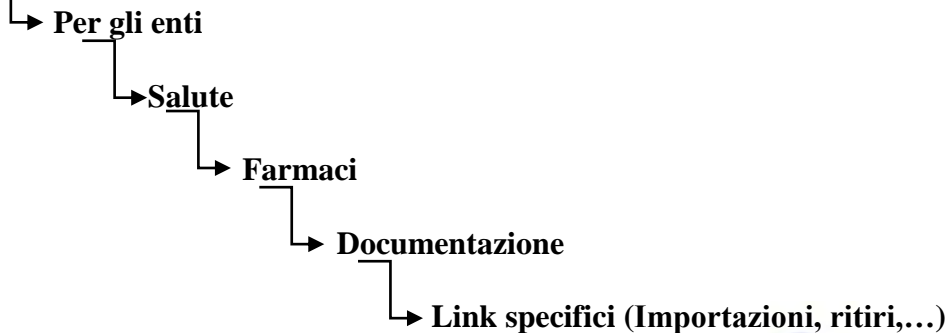 Per gli enti
Salute
Farmaci
Documentazione
Link specifici (Importazioni, ritiri,…)